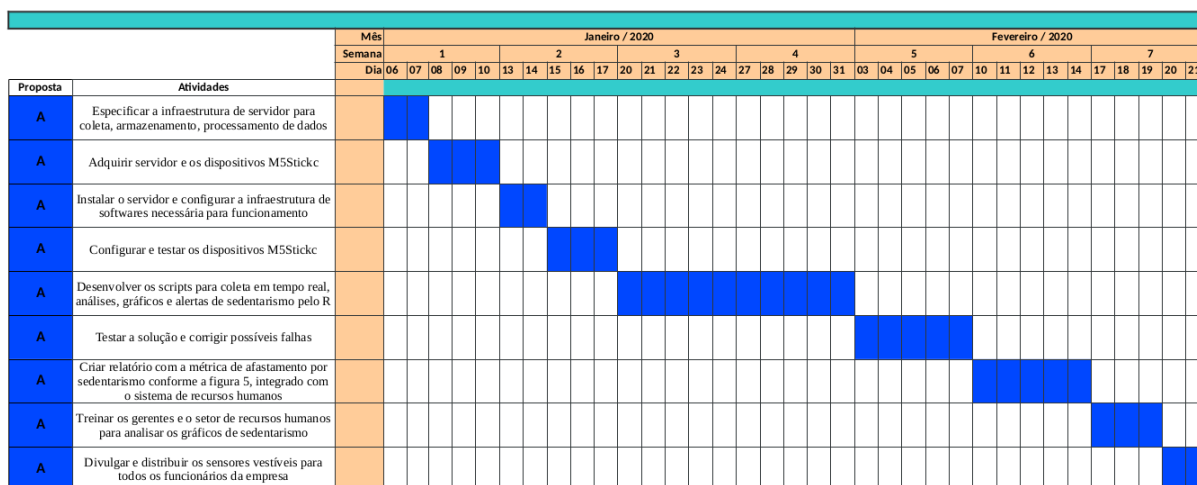 Mês Janeiro / 2020 Fevereiro / 2020
Semana 1 2 3 4 5 6 7
Dia 06 07 08 09 10 13 14 15 16 17 20 21 22 23 24 27 28 29 30 31 03 04 05 06 07 10 11 12 13 14 17 18 19 20 21
Proposta Atividades
A Especificar a infraestrutura de servidor para
coleta, armazenamento, processamento de dados
A Adquirir servidor e os dispositivos M5Stickc
A Instalar o servidor e configurar a infraestrutura de
softwares necessária para funcionamento
A Configurar e testar os dispositivos M5Stickc
A Desenvolver os scripts para coleta em tempo real,
análises, gráficos e alertas de sedentarismo pelo R
A Testar a solução e corrigir possíveis falhas
A Criar relatório com a métrica de afastamento por
sedentarismo conforme a figura 5, integrado com
o sistema de recursos humanos
A Treinar os gerentes e o setor de recursos humanos
para analisar os gráficos de sedentarismo
A Divulgar e distribuir os sensores vestíveis para
todos os funcionários da empresa